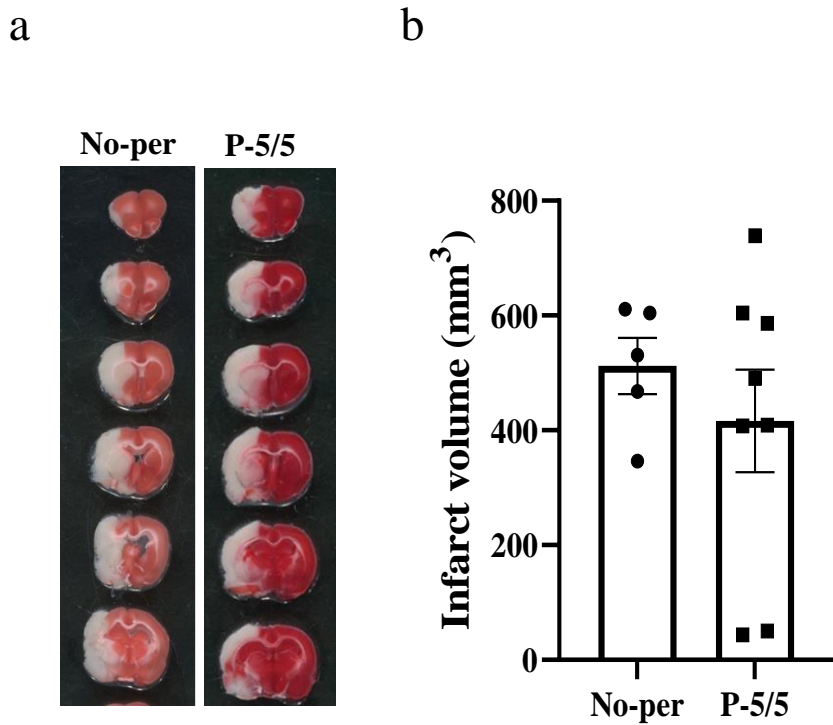 a
b
No-per P-5/5
Infarct volume (mm³)
800
600
400
200
0
No-per P-5/5